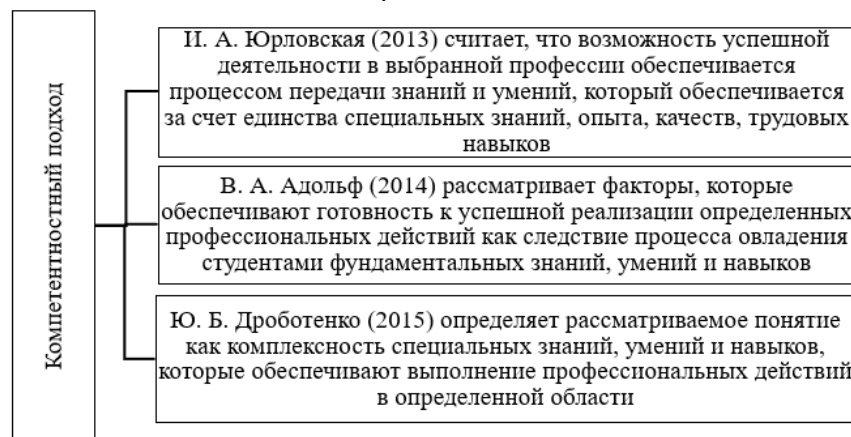 Компетентностный подход
И. А. Юрловская (2013) считает, что возможность успешной
деятельности в выбранной профессии обеспечивается
процессом передачи знаний и умений, который обеспечивается
за счет единства специальных знаний, опыта, качеств, трудовых
навыков
В. А. Адольф (2014) рассматривает факторы, которые
обеспечивают готовность к успешной реализации определенных
профессиональных действий как следствие процесса овладения
студентами фундаментальных знаний, умений и навыков
Ю. Б. Дроботенко (2015) определяет рассматриваемое понятие
как комплексность специальных знаний, умений и навыков,
которые обеспечивают выполнение профессиональных действий
в определенной области